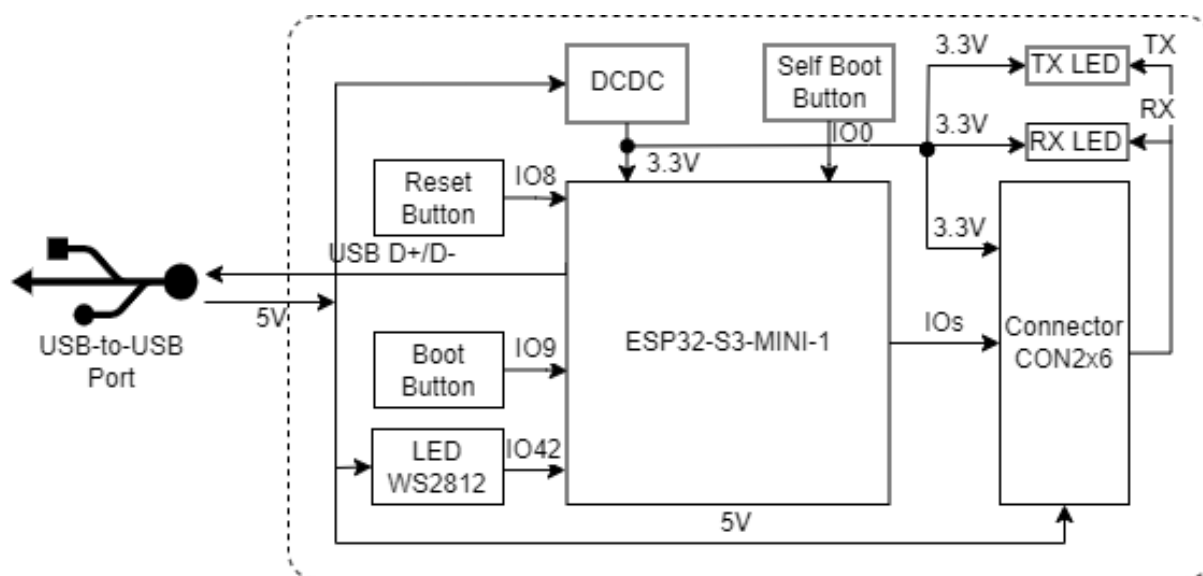 DCDC
Self Boot
Button
3.3V
TX LED
TX
RX
3.3V
RX LED
IO0
3.3V
Reset
Button
IO8
3.3V
USB D+/D-
5V
USB-to-USB
Port
ESP32-S3-MINI-1
IOs
Connector
CON2x6
Boot
Button
IO9
LED
WS2812
IO42
5V